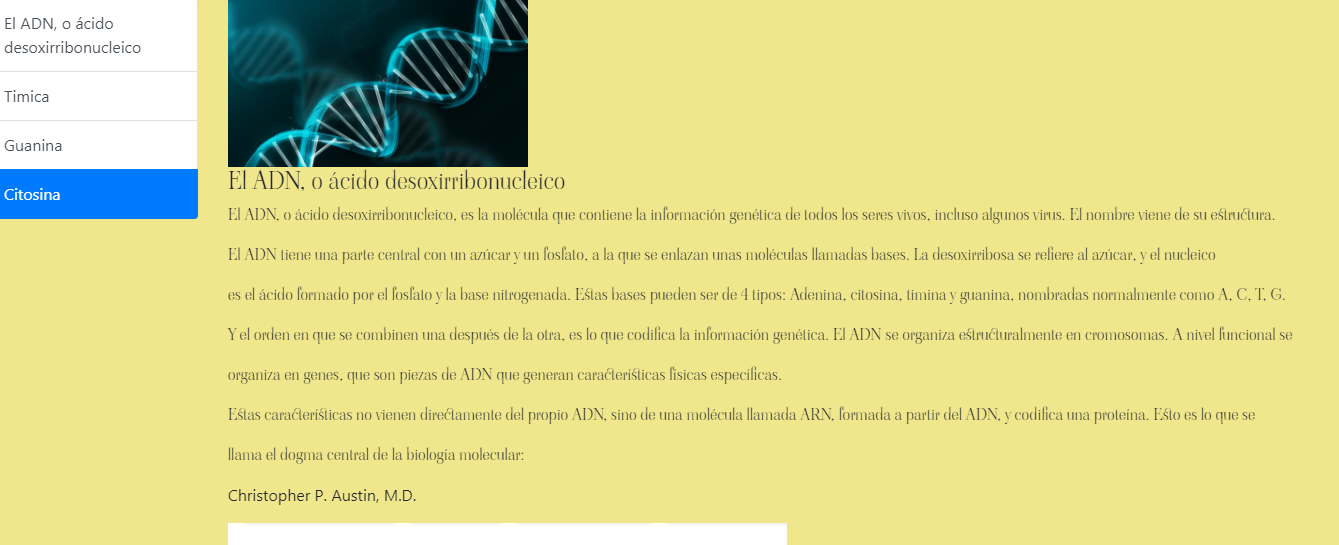 El ADN, o ácido
desoxirribonucleico
Timica
Guanina
Citosina
El ADN, o ácido desoxirribonucleico
El ADN, o ácido desoxirribonucleico, es la molécula que contiene la información genética de todos los seres vivos, incluso algunos virus. El nombre viene de su estructura.
El ADN tiene una parte central con un azúcar y un fosfato, a la que se enlazan unas moléculas llamadas bases. La desoxirribosa se refiere al azúcar, y el nucleico
es el ácido formado por el fosfato y la base nitrogenada. Estas bases pueden ser de 4 tipos: Adenina, citosina, timina y guanina, nombradas normalmente como A, C, T, G.
Y el orden en que se combinen una después de la otra, es lo que codifica la información genética. El ADN se organiza estructuralmente en cromosomas. A nivel funcional se
organiza en genes, que son piezas de ADN que generan características físicas específicas.
Estas características no vienen directamente del propio ADN, sino de una molécula llamada ARN, formada a partir del ADN, y codifica una proteína. Esto es lo que se
llama el dogma central de la biología molecular:
Christopher P. Austin, M.D.